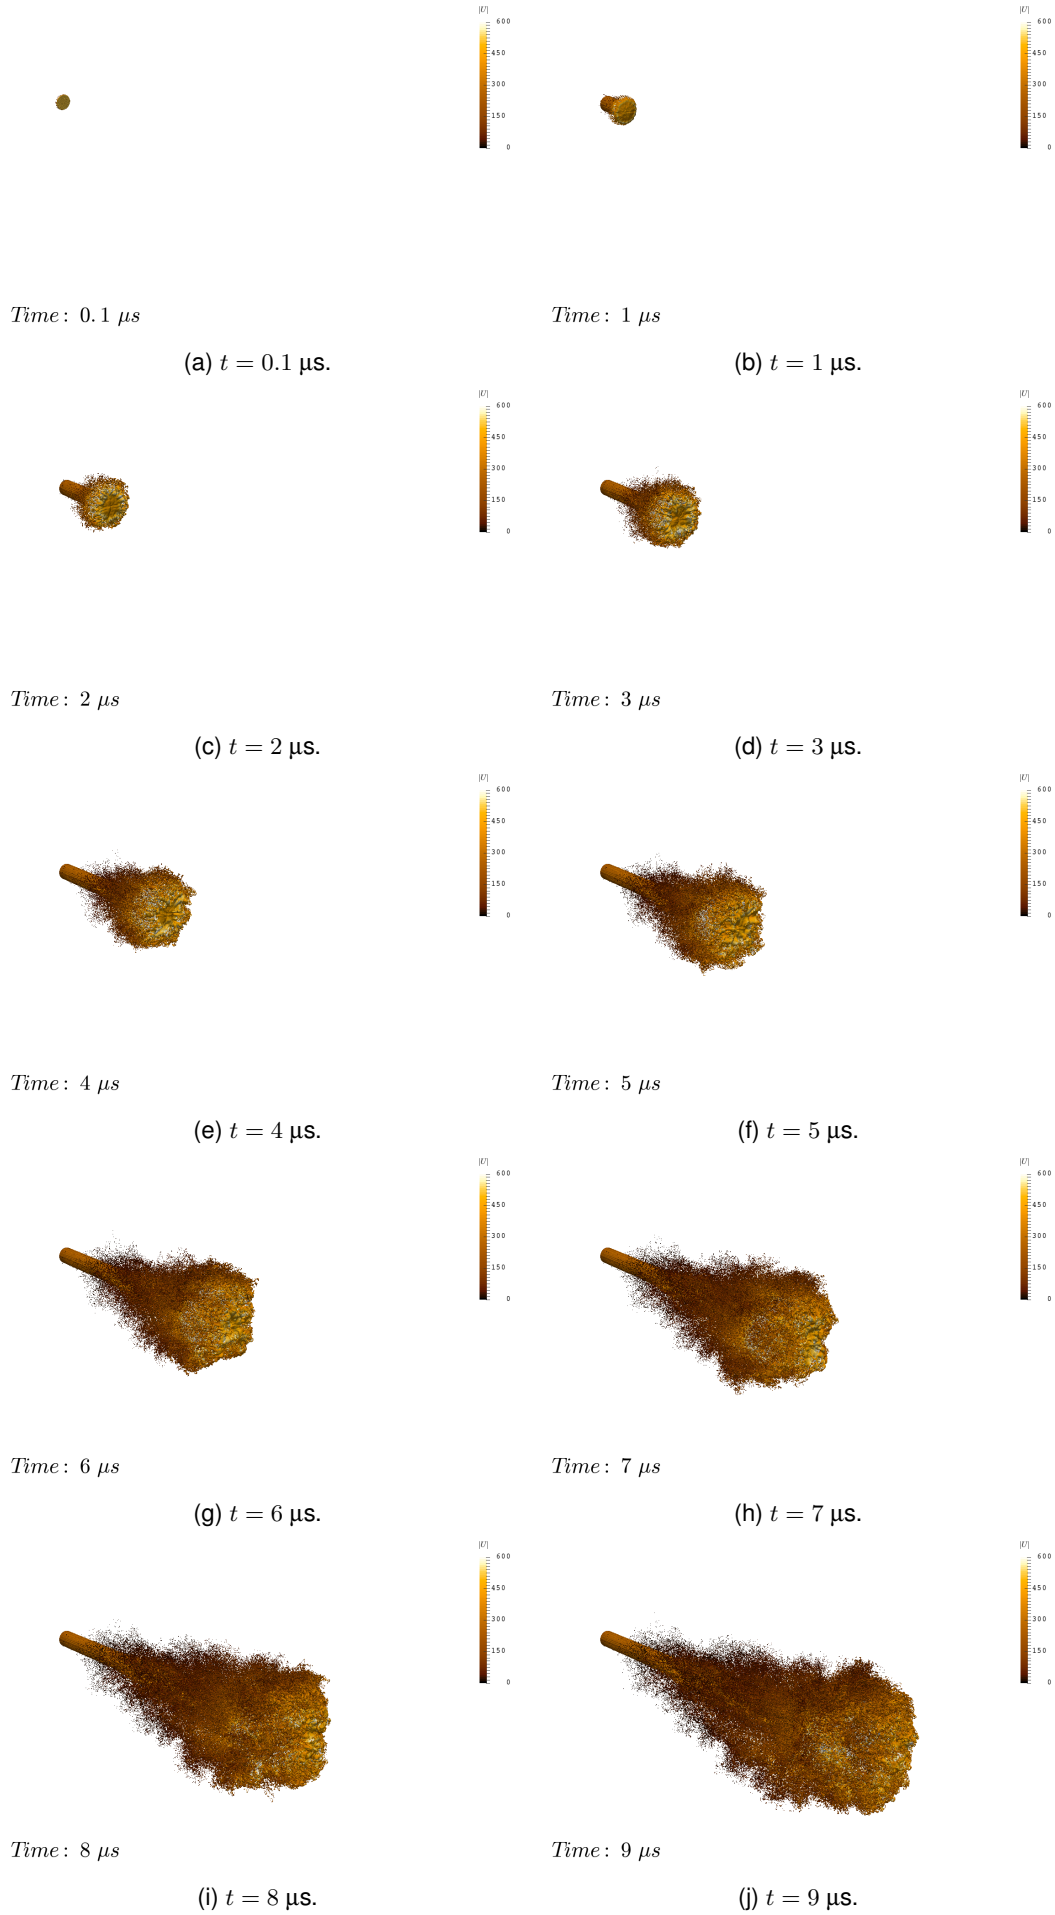 |U|
600
450
300
150
0
Time: 0.1 μs
(a) t = 0.1 μs.
|U|
600
450
300
150
0
Time: 1 μs
(b) t = 1 μs.
|U|
600
450
300
150
0
Time: 2 μs
(c) t = 2 μs.
|U|
600
450
300
150
0
Time: 3 μs
(d) t = 3 μs.
|U|
600
450
300
150
0
Time: 4 μs
(e) t = 4 μs.
|U|
600
450
300
150
0
Time: 5 μs
(f) t = 5 μs.
|U|
600
450
300
150
0
Time: 6 μs
(g) t = 6 μs.
|U|
600
450
300
150
0
Time: 7 μs
(h) t = 7 μs.
|U|
600
450
300
150
0
Time: 8 μs
(i) t = 8 μs.
|U|
600
450
300
150
0
Time: 9 μs
(j) t = 9 μs.